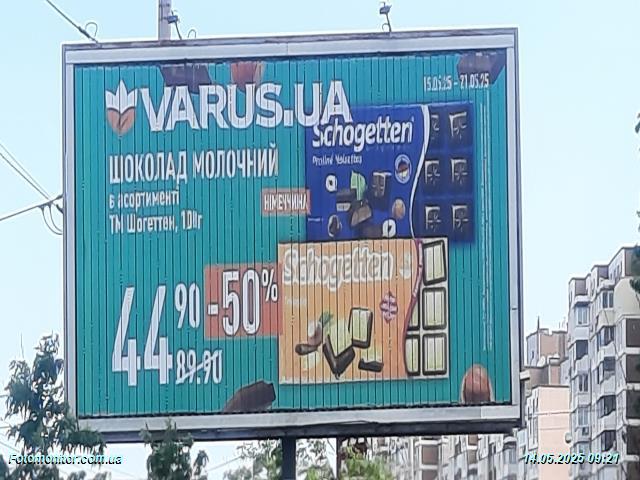 15.05.25 - 21.05.25
VARUS.UA
ШОКОЛАД МОЛОЧНИЙ
в асортименті
ТМ Шогеттен, 100г
НІМЕЧЧИНА
Schogetten
Schogetten
44 90
-50%
89.90
Fotomonitor.com.ua
14.05.2025 09:21